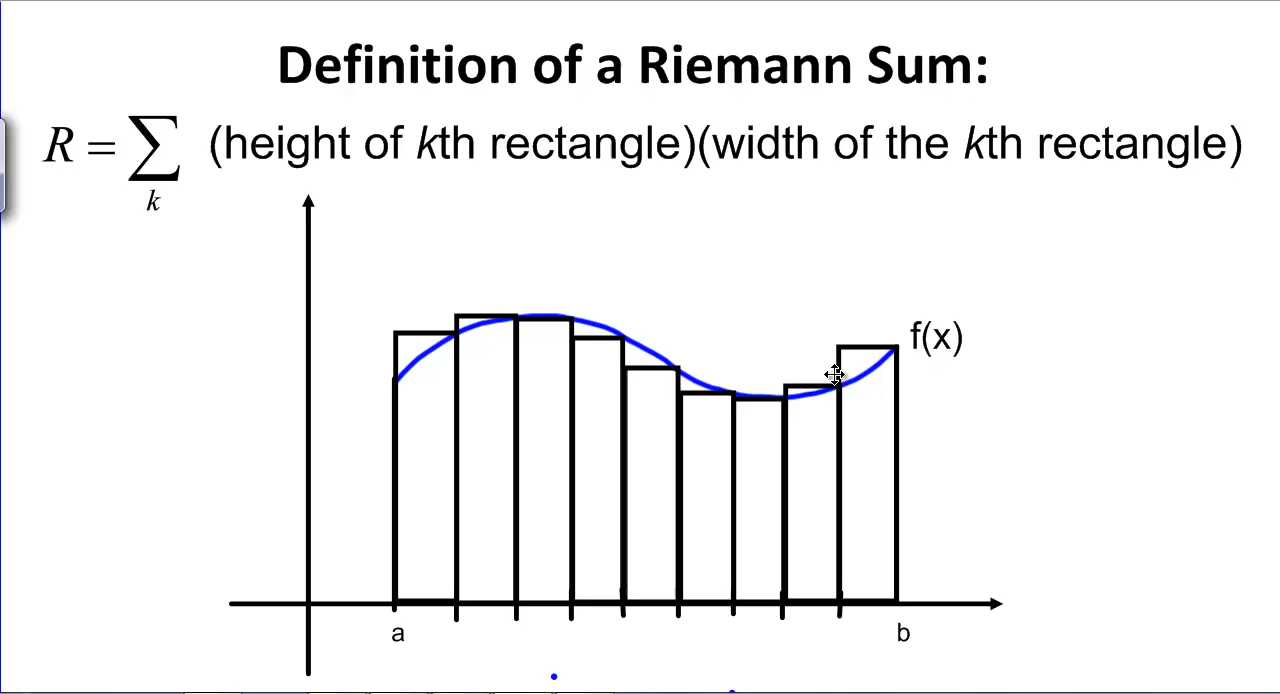 Definition of a Riemann Sum:
R = ∑ (height of kth rectangle)(width of the kth rectangle)
k
f(x)
a b